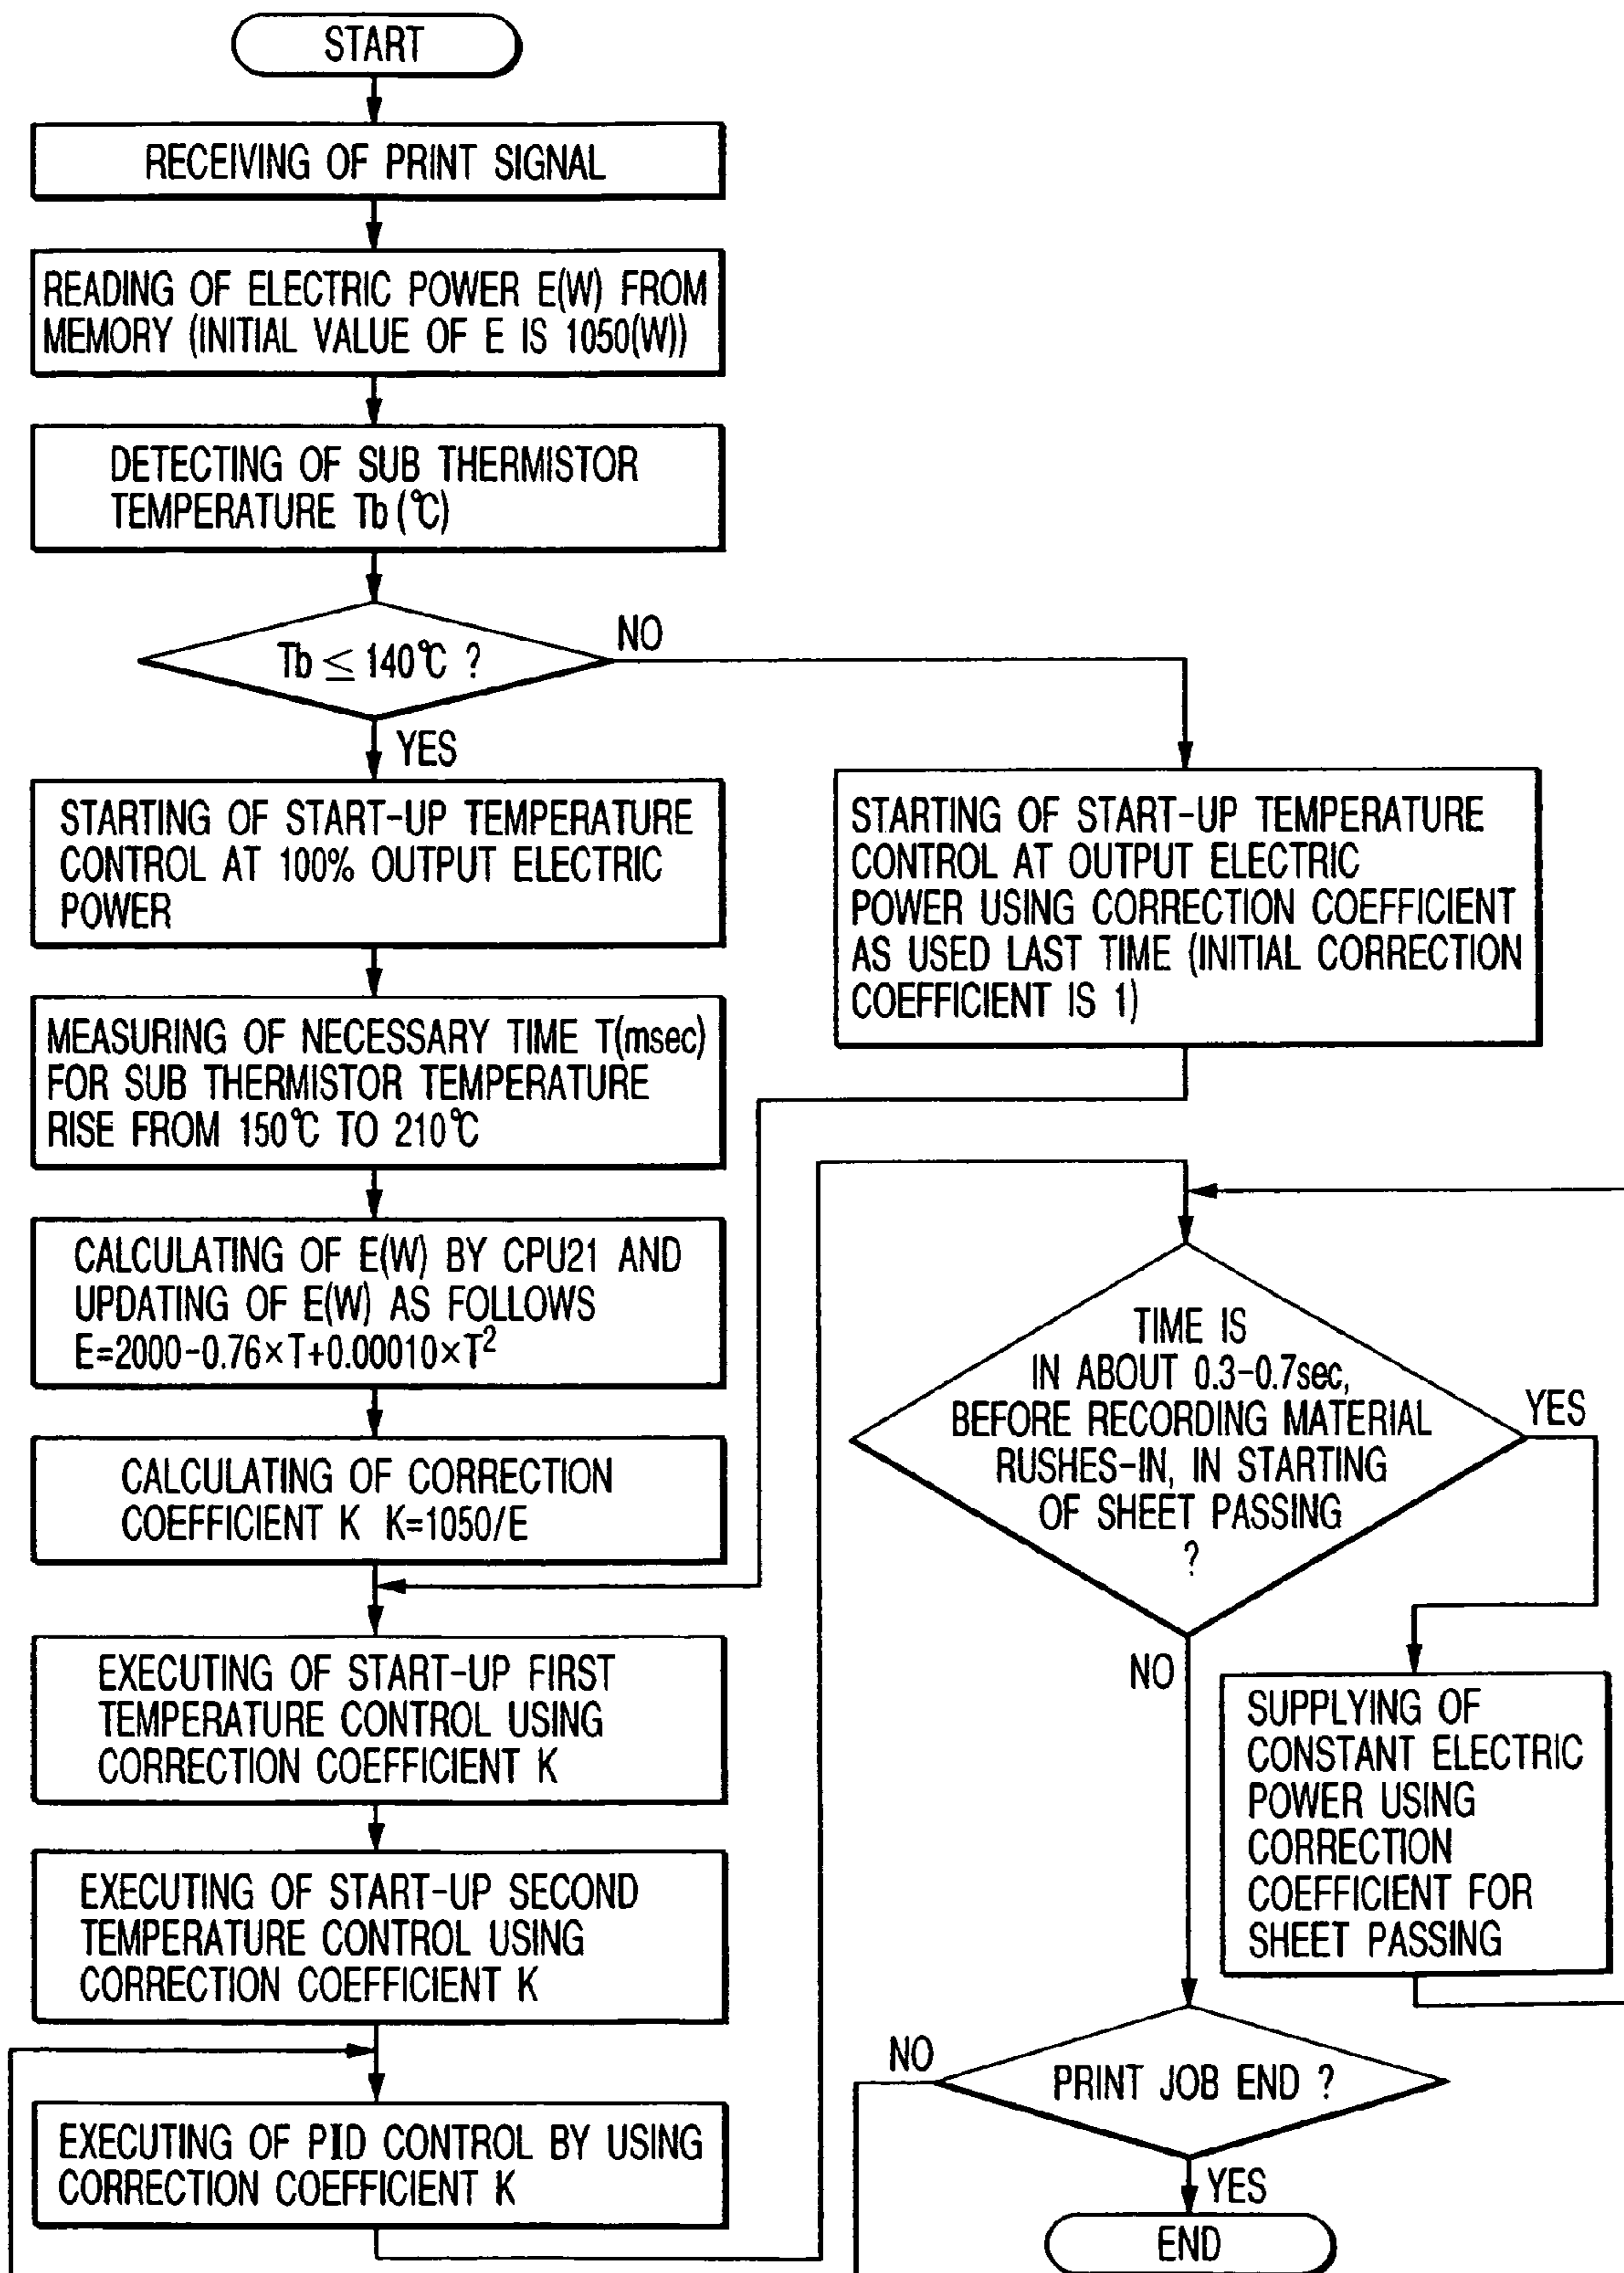 START
RECEIVING OF PRINT SIGNAL
READING OF ELECTRIC POWER E(W) FROM
MEMORY (INITIAL VALUE OF E IS 1050(W))
DETECTING OF SUB THERMISTOR
TEMPERATURE Tb (℃)
Tb ≤ 140℃ ?
NO
YES
STARTING OF START-UP TEMPERATURE
CONTROL AT 100% OUTPUT ELECTRIC
POWER
STARTING OF START-UP TEMPERATURE
CONTROL AT OUTPUT ELECTRIC
POWER USING CORRECTION COEFFICIENT
AS USED LAST TIME (INITIAL CORRECTION
COEFFICIENT IS 1)
MEASURING OF NECESSARY TIME T(msec)
FOR SUB THERMISTOR TEMPERATURE
RISE FROM 150℃ TO 210℃
CALCULATING OF E(W) BY CPU21 AND
UPDATING OF E(W) AS FOLLOWS
E=2000-0.76×T+0.00010×T²
CALCULATING OF CORRECTION
COEFFICIENT K K=1050/E
EXECUTING OF START-UP FIRST
TEMPERATURE CONTROL USING
CORRECTION COEFFICIENT K
EXECUTING OF START-UP SECOND
TEMPERATURE CONTROL USING
CORRECTION COEFFICIENT K
EXECUTING OF PID CONTROL BY USING
CORRECTION COEFFICIENT K
TIME IS
IN ABOUT 0.3-0.7sec,
BEFORE RECORDING MATERIAL
RUSHES-IN, IN STARTING
OF SHEET PASSING
?
YES
NO
SUPPLYING OF
CONSTANT ELECTRIC
POWER USING
CORRECTION
COEFFICIENT FOR
SHEET PASSING
NO
PRINT JOB END ?
YES
END